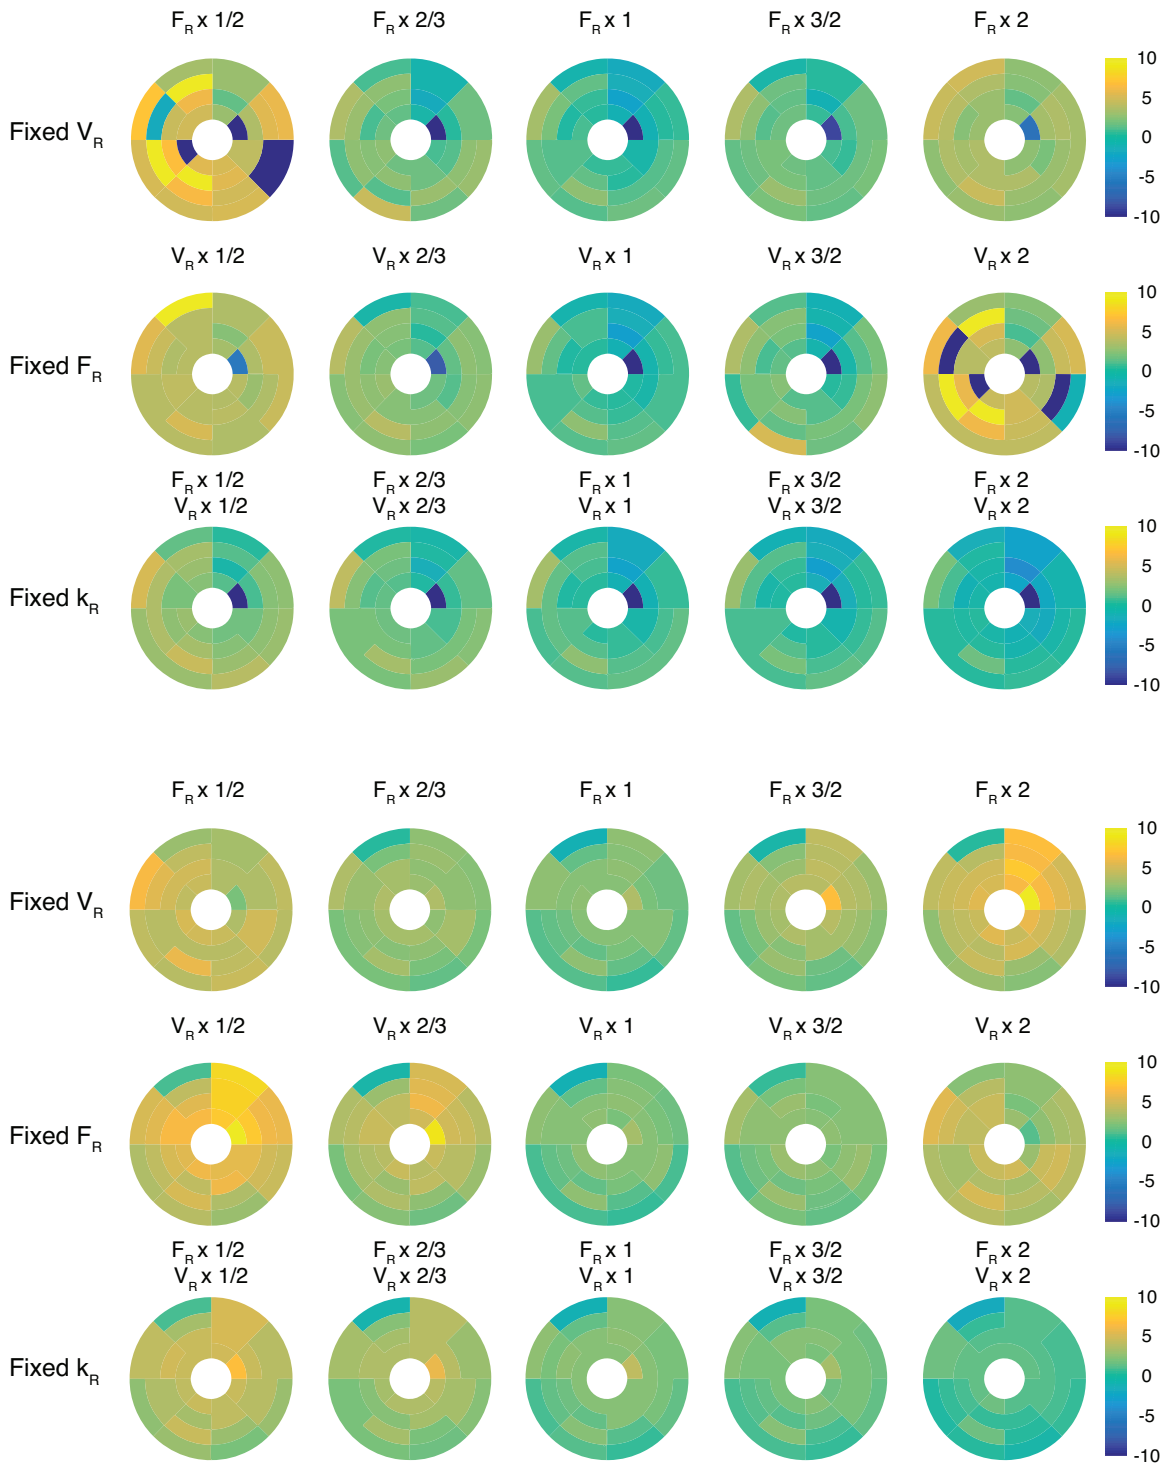 F_R x 1/2 F_R x 2/3 F_R x 1 F_R x 3/2 F_R x 2
10
5
Fixed V_R
0
-5
-10
V_R x 1/2 V_R x 2/3 V_R x 1 V_R x 3/2 V_R x 2
10
5
Fixed F_R
0
-5
-10
F_R x 1/2 F_R x 2/3 F_R x 1 F_R x 3/2 F_R x 2
V_R x 1/2 V_R x 2/3 V_R x 1 V_R x 3/2 V_R x 2
10
5
Fixed k_R
0
-5
-10
F_R x 1/2 F_R x 2/3 F_R x 1 F_R x 3/2 F_R x 2
10
5
Fixed V_R
0
-5
-10
V_R x 1/2 V_R x 2/3 V_R x 1 V_R x 3/2 V_R x 2
10
5
Fixed F_R
0
-5
-10
F_R x 1/2 F_R x 2/3 F_R x 1 F_R x 3/2 F_R x 2
V_R x 1/2 V_R x 2/3 V_R x 1 V_R x 3/2 V_R x 2
10
5
Fixed k_R
0
-5
-10